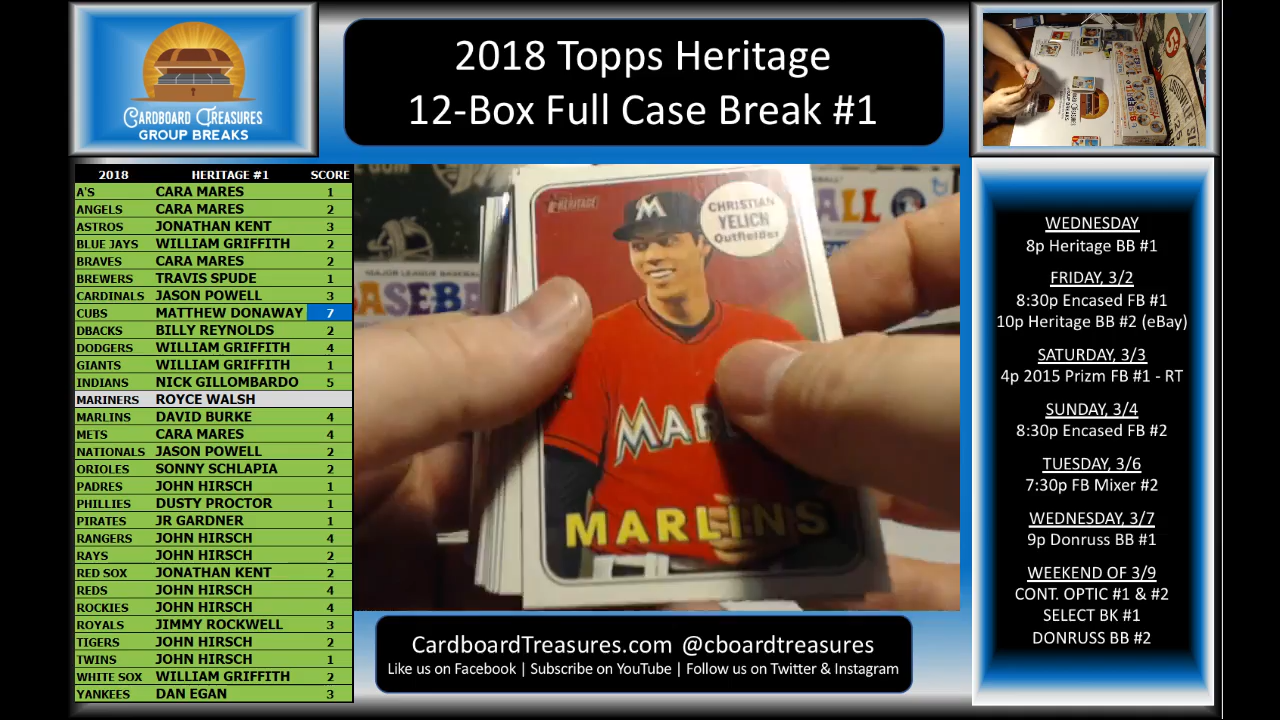 CARDBOARD TREASURES
GROUP BREAKS
2018 Topps Heritage
12-Box Full Case Break #1
2018 HERITAGE #1 SCORE
A'S CARA MARES 1
ANGELS CARA MARES 2
ASTROS JONATHAN KENT 3
BLUE JAYS WILLIAM GRIFFITH 2
BRAVES CARA MARES 2
BREWERS TRAVIS SPUDE 1
CARDINALS JASON POWELL 3
CUBS MATTHEW DONAWAY 7
DBACKS BILLY REYNOLDS 2
DODGERS WILLIAM GRIFFITH 4
GIANTS WILLIAM GRIFFITH 1
INDIANS NICK GILLOMBARDO 5
MARINERS ROYCE WALSH
MARLINS DAVID BURKE 4
METS CARA MARES 4
NATIONALS JASON POWELL 2
ORIOLES SONNY SCHLAPIA 2
PADRES JOHN HIRSCH 1
PHILLIES DUSTY PROCTOR 1
PIRATES JR GARDNER 1
RANGERS JOHN HIRSCH 4
RAYS JOHN HIRSCH 2
RED SOX JONATHAN KENT 2
REDS JOHN HIRSCH 4
ROCKIES JOHN HIRSCH 4
ROYALS JIMMY ROCKWELL 3
TIGERS JOHN HIRSCH 2
TWINS JOHN HIRSCH 1
WHITE SOX WILLIAM GRIFFITH 2
YANKEES DAN EGAN 3
HERITAGE
CHRISTIAN
YELICH
Outfielder
M
MAR
MARLINS
MAJOR LEAGUE BASEBALL
ASEB
ALL
CardboardTreasures.com @cboardtreasures
Like us on Facebook | Subscribe on YouTube | Follow us on Twitter & Instagram
WEDNESDAY
8p Heritage BB #1
FRIDAY, 3/2
8:30p Encased FB #1
10p Heritage BB #2 (eBay)
SATURDAY, 3/3
4p 2015 Prizm FB #1 - RT
SUNDAY, 3/4
8:30p Encased FB #2
TUESDAY, 3/6
7:30p FB Mixer #2
WEDNESDAY, 3/7
9p Donruss BB #1
WEEKEND OF 3/9
CONT. OPTIC #1 & #2
SELECT BK #1
DONRUSS BB #2